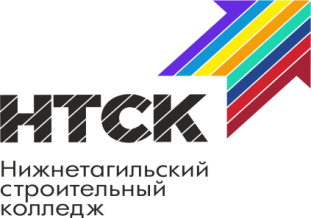 НТСК
Нижнетагильский
строительный
колледж